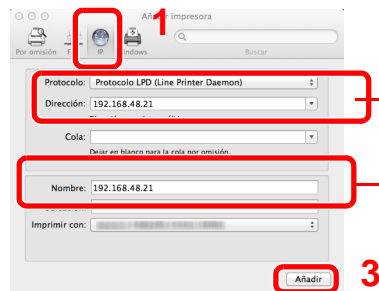 Añadir impresora
1
Por omisión
IP
Windows
Buscar
Protocolo: Protocolo LPD (Line Printer Daemon)
Dirección: 192.168.48.21
Cola:
Dejar en blanco para la cola por omisión.
Nombre: 192.168.48.21
Imprimir con:
Añadir
3